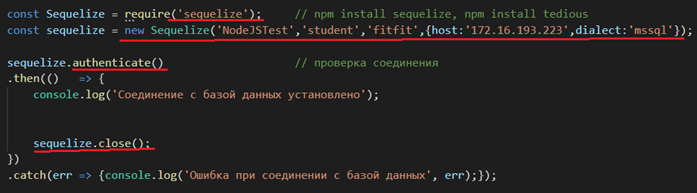 const Sequelize = require('sequelize');     // npm install sequelize, npm install tedious
const sequelize = new Sequelize('NodeJSTest','student','fitfit',{host:'172.16.193.223',dialect:'mssql'});
sequelize.authenticate()                    // проверка соединения
.then(()   => {
    console.log('Соединение с базой данных установлено');
    sequelize.close();
})
.catch(err => {console.log('Ошибка при соединении с базой данных', err);});